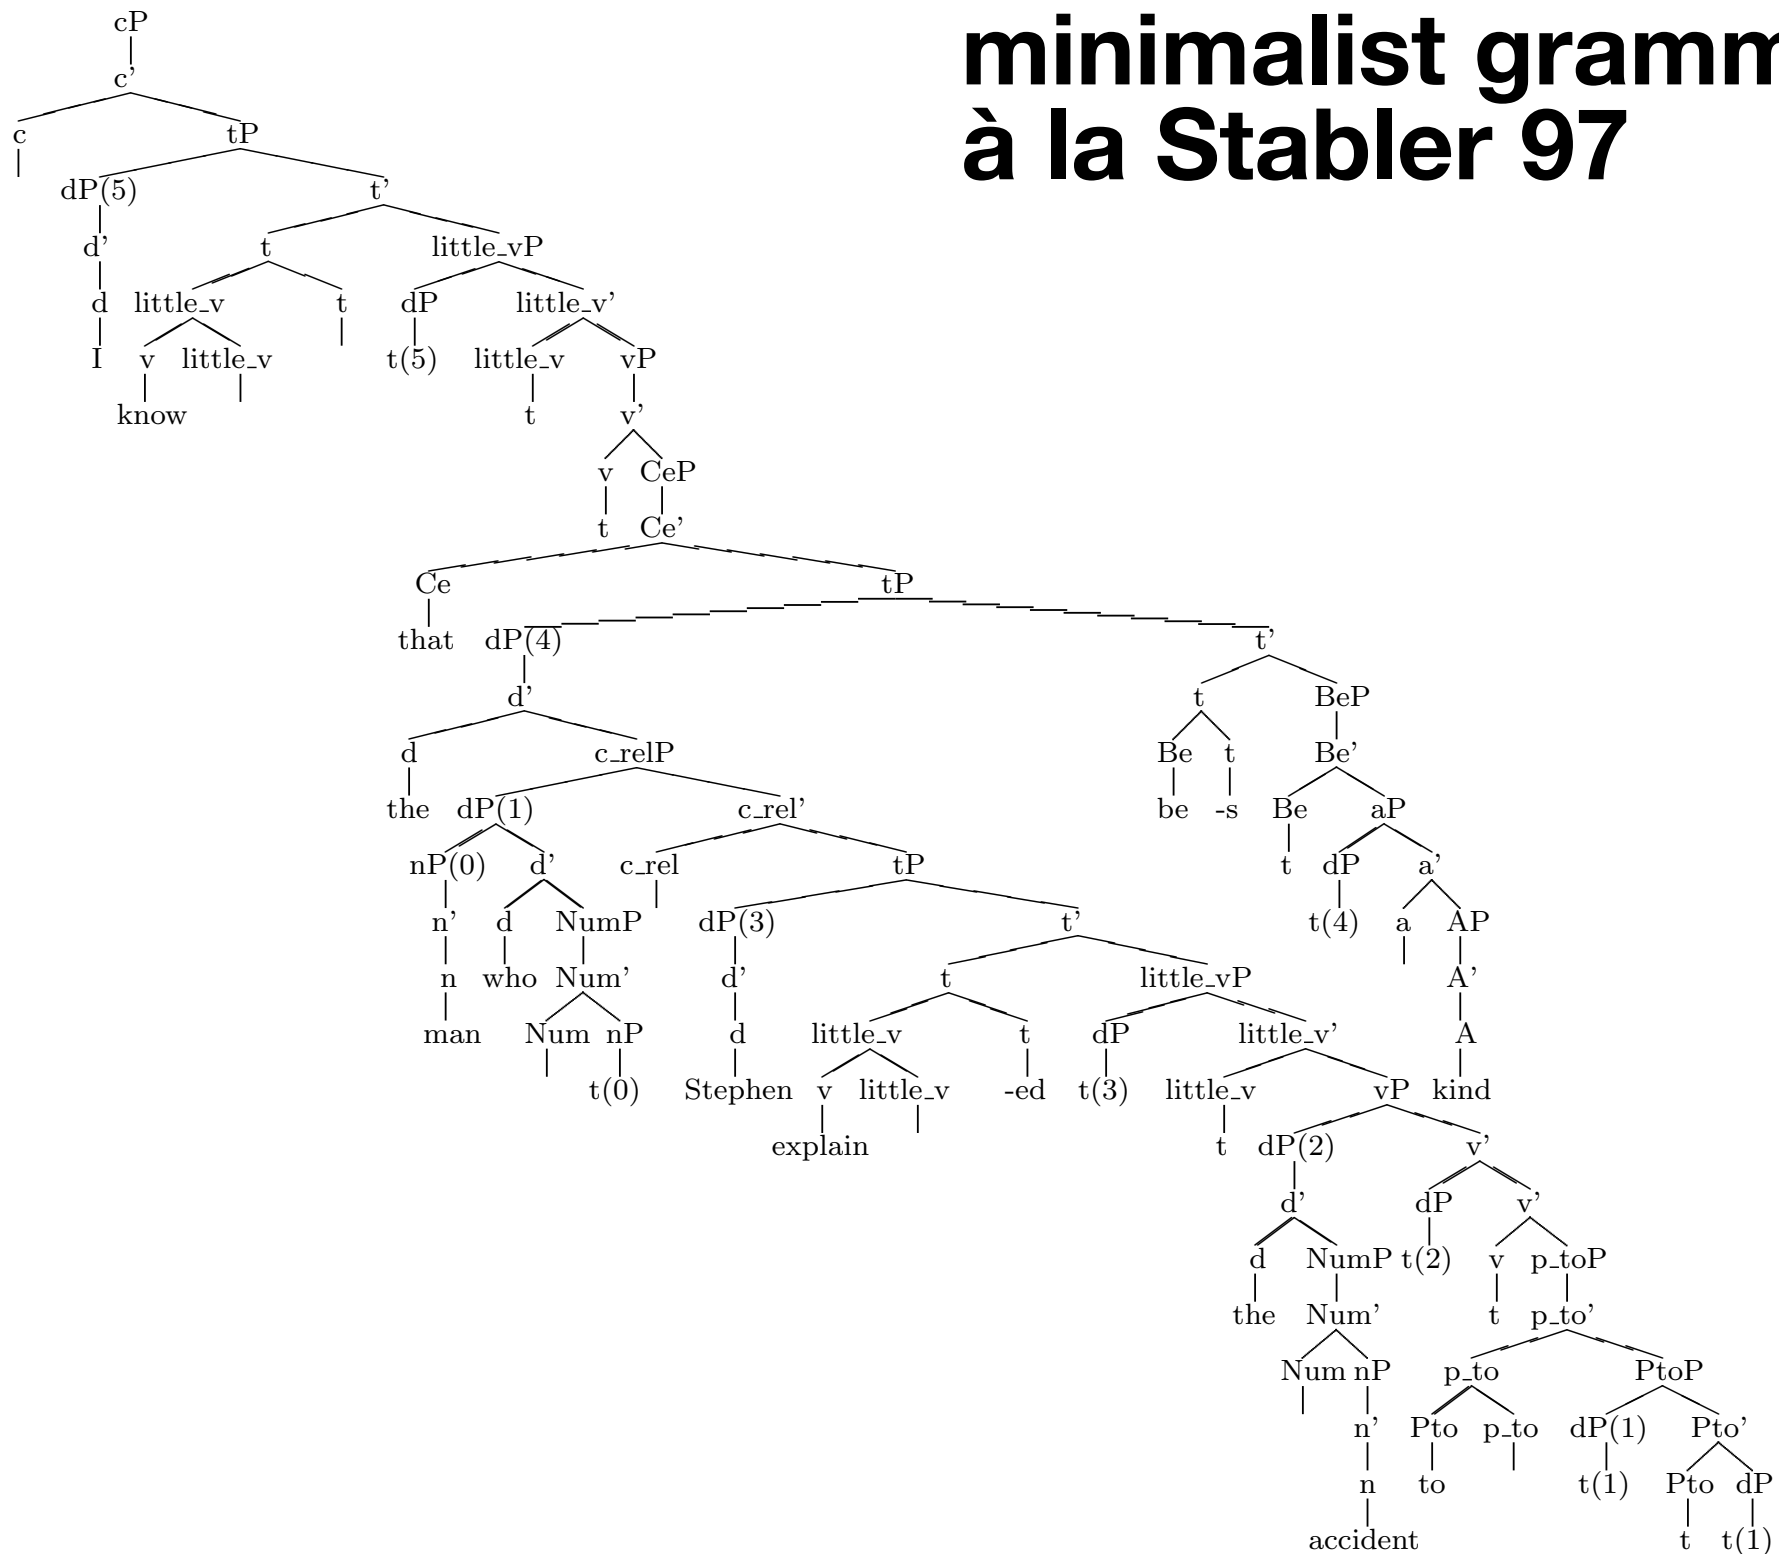 minimalist gramm
à la Stabler 97
cP
c'
c tP
dP(5) t'
d' t little_vP
d little_v t dP little_v'
I v little_v t(5) little_v vP
know t v'
v CeP
t Ce'
Ce tP
that dP(4) t'
d' t BeP
d c_relP Be t Be'
the dP(1) c_rel' be -s Be aP
nP(0) d' c_rel tP t dP a'
n' d NumP dP(3) t' t(4) a AP
n who Num' d' t little_vP A'
man Num nP d little_v t dP little_v' A
t(0) Stephen v little_v -ed t(3) little_v vP kind
explain t dP(2) v'
d' dP v'
d NumP t(2) v p_toP
the Num' t p_to'
Num nP p_to PtoP
n' Pto p_to dP(1) Pto'
n to t(1) Pto dP
accident t t(1)